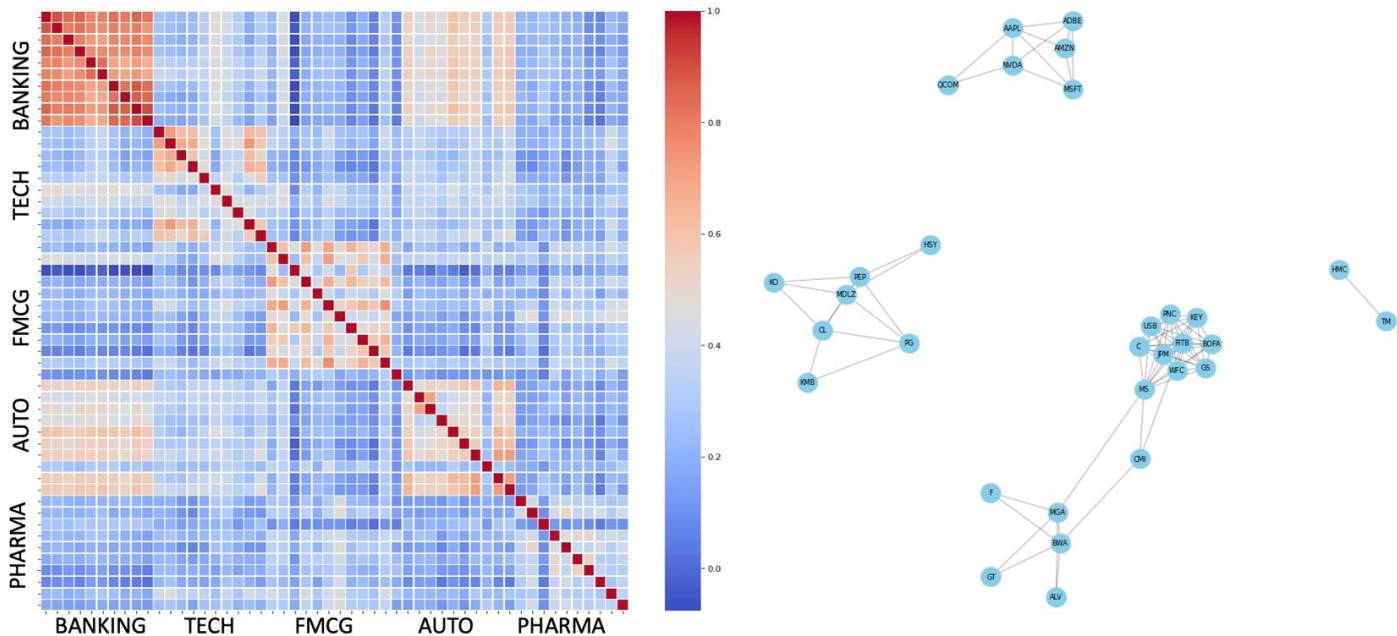 BANKING
TECH
FMCG
AUTO
PHARMA
BANKING TECH FMCG AUTO PHARMA
1.0
0.8
0.6
0.4
0.2
0.0
ADBE
AAPL
AMZN
NVDA
QCOM
MSFT
HSY
PEP
KO
MDLZ
CL
PG
KMB
HMC
TM
PNC
KEY
USB
C
FITB
BOFA
JPM
WFC
GS
MS
CMI
F
MGA
BWA
GT
ALV